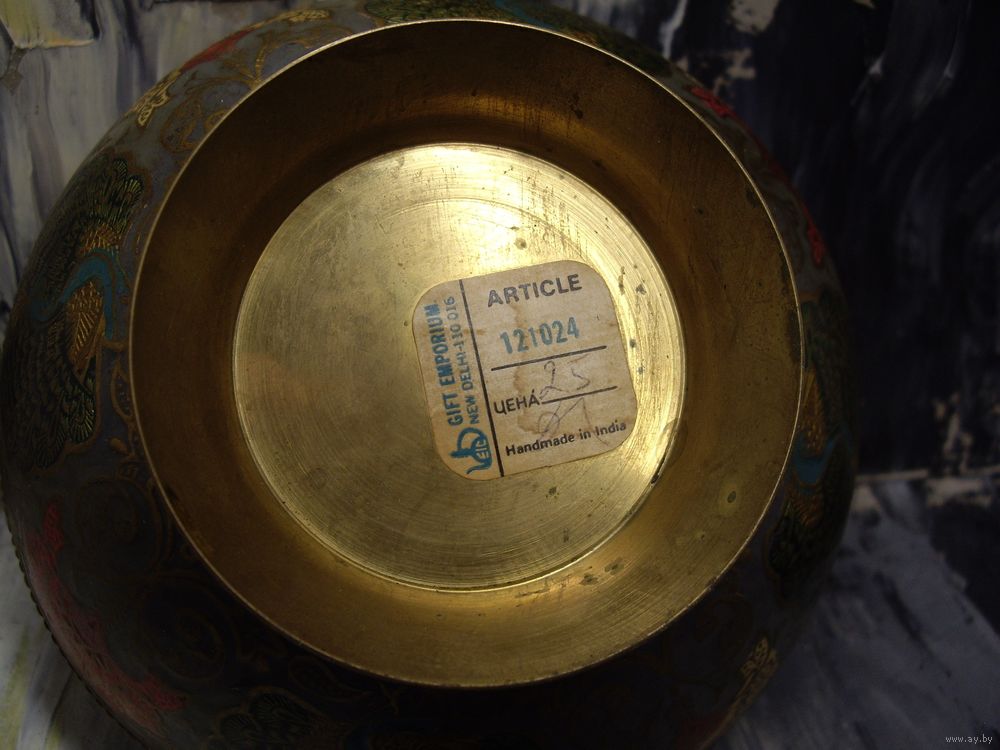 GIFT EMPORIUM
NEW DELHI-110 016
ARTICLE
121024
ЦЕНА 25
Handmade in India
www.ay.by